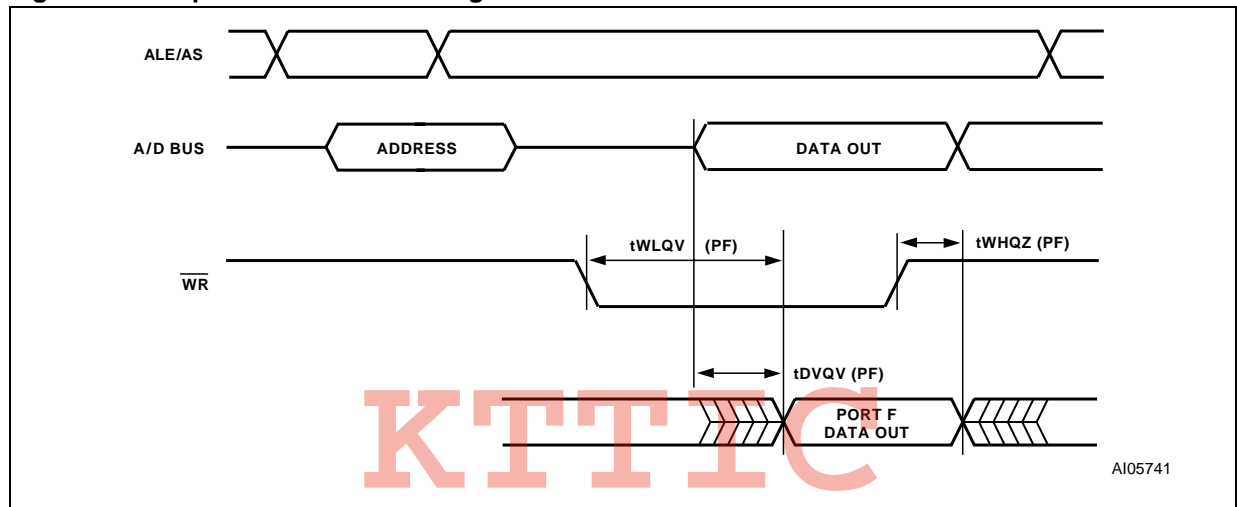 ALE/AS
A/D BUS
ADDRESS
DATA OUT
tWLQV (PF)
tWHQZ (PF)
WR
tDVQV (PF)
PORT F
DATA OUT
KTTIC
AI05741